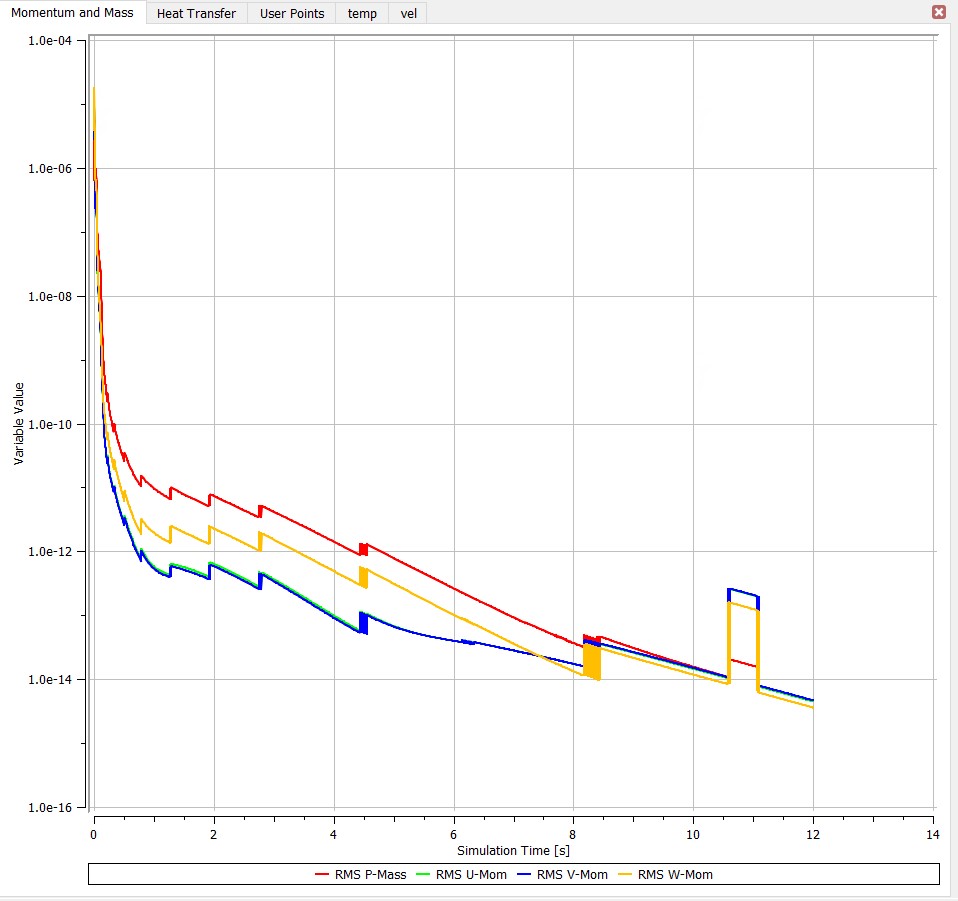 Momentum and Mass Heat Transfer User Points temp vel
1.0e-04
1.0e-06
1.0e-08
1.0e-10
1.0e-12
1.0e-14
1.0e-16
Variable Value
0 2 4 6 8 10 12 14
Simulation Time [s]
RMS P-Mass RMS U-Mom RMS V-Mom RMS W-Mom